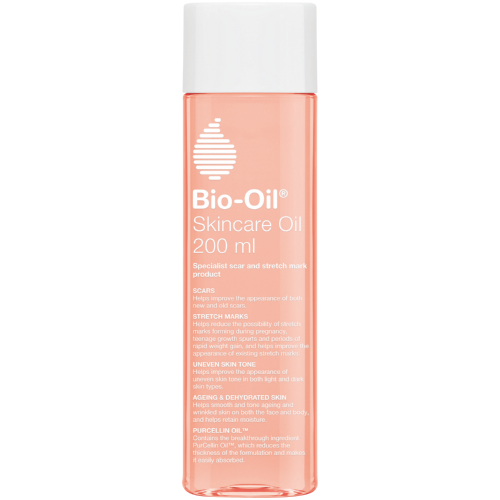 Bio-Oil®
Skincare Oil
200 ml
Specialist scar and stretch mark
product
SCARS
Helps improve the appearance of both
new and old scars.
STRETCH MARKS
Helps reduce the possibility of stretch
marks forming during pregnancy,
teenage growth spurts and periods of
rapid weight gain, and helps improve the
appearance of existing stretch marks.
UNEVEN SKIN TONE
Helps improve the appearance of
uneven skin tone in both light and dark
skin types.
AGEING & DEHYDRATED SKIN
Helps smooth and tone ageing and
wrinkled skin on both the face and body,
and helps retain moisture.
PURCELLIN OIL™
Contains the breakthrough ingredient
PurCellin Oil™, which reduces the
thickness of the formulation and makes
it easily absorbed.